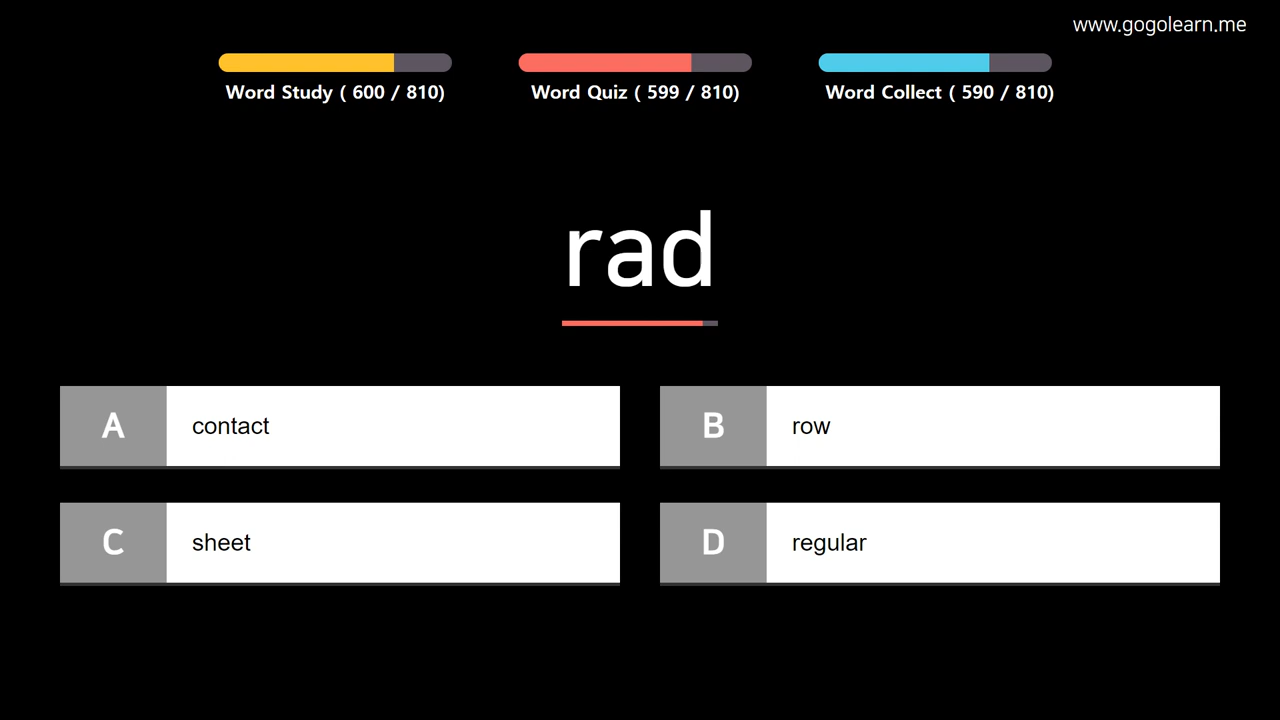 www.gogolearn.me
Word Study ( 600 / 810)
Word Quiz ( 599 / 810)
Word Collect ( 590 / 810)
rad
A contact
B row
C sheet
D regular